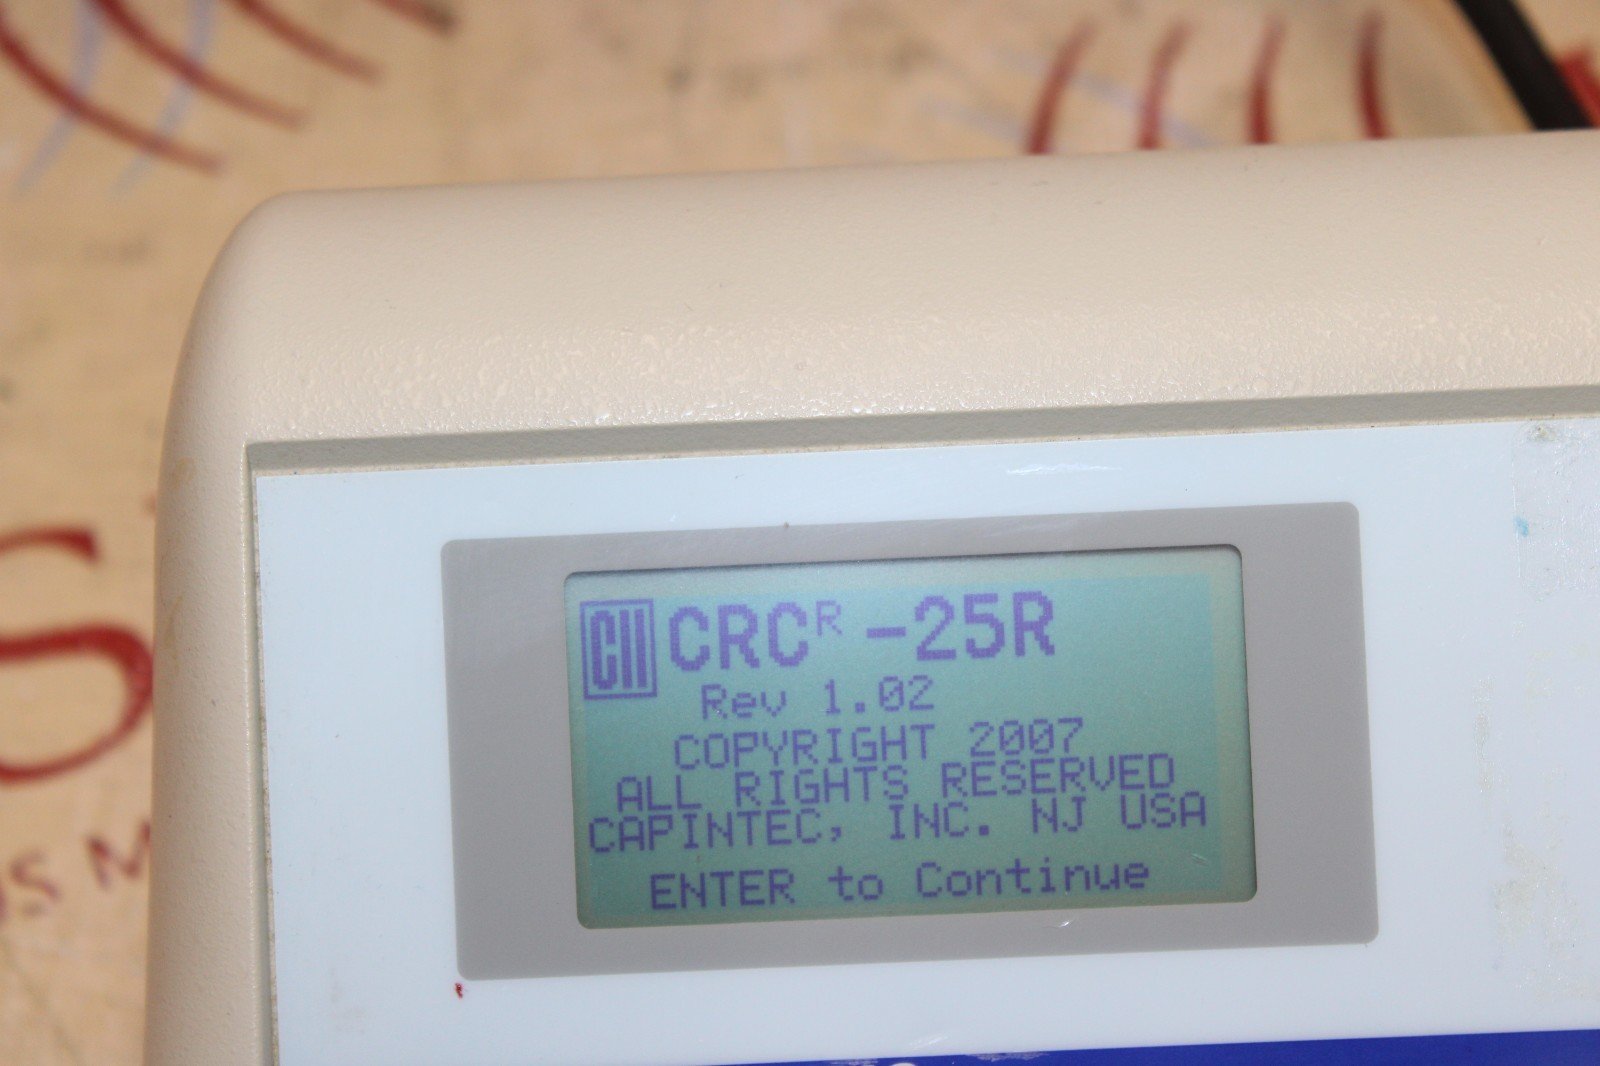 CII CRC R -25R
Rev 1.02
COPYRIGHT 2007
ALL RIGHTS RESERVED
CAPINTEC, INC. NJ USA
ENTER to Continue